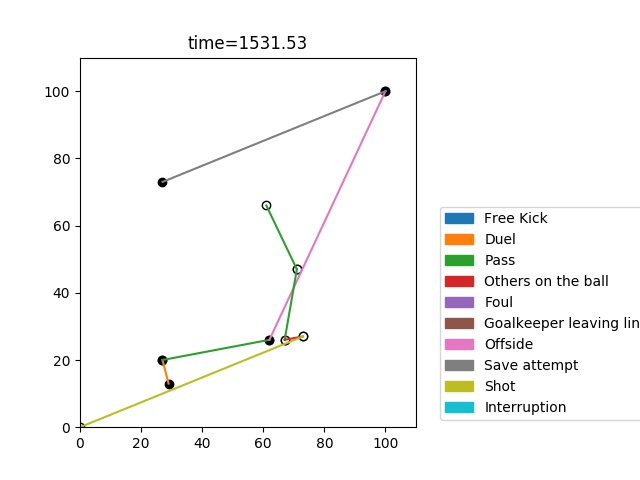 time=1531.53
100
80
60
40
20
0
0 20 40 60 80 100
Free Kick
Duel
Pass
Others on the ball
Foul
Goalkeeper leaving lin
Offside
Save attempt
Shot
Interruption